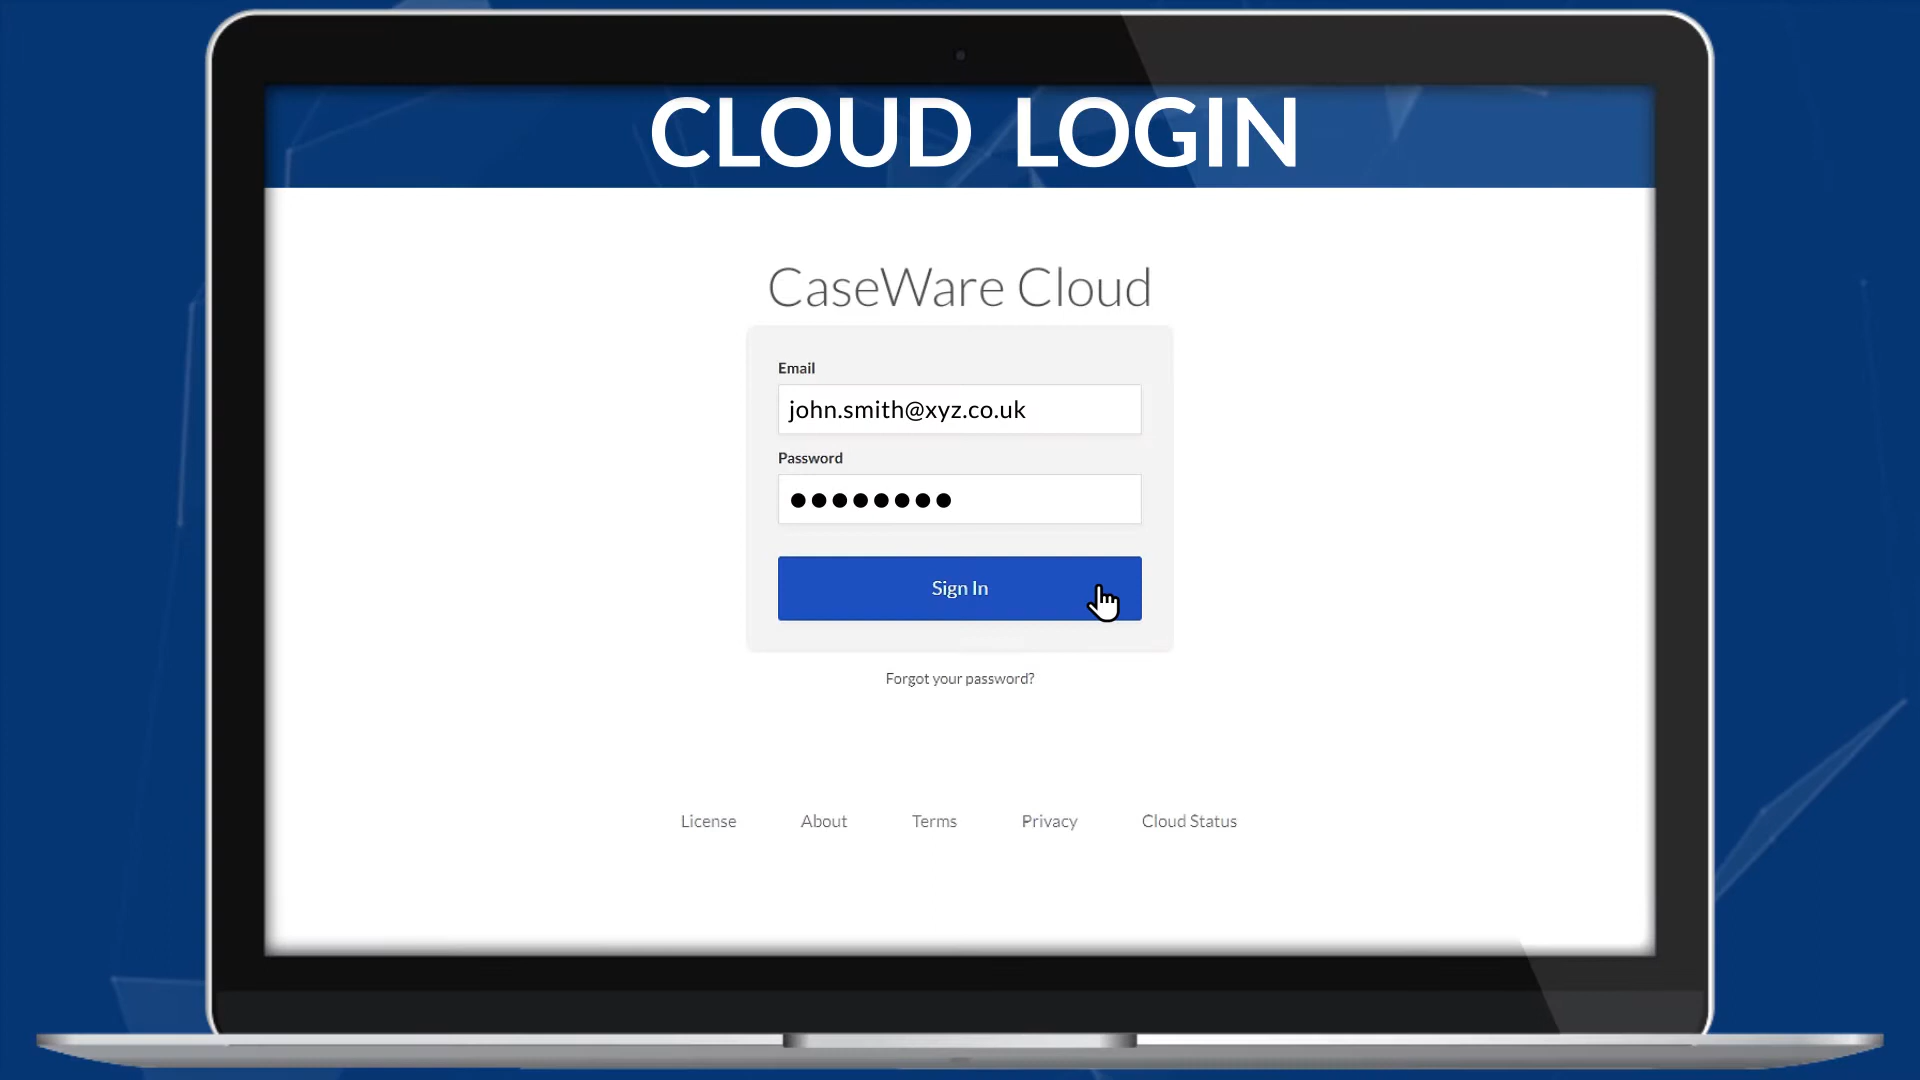 CLOUD LOGIN
CaseWare Cloud
Email
john.smith@xyz.co.uk
Password
Sign In
Forgot your password?
License About Terms Privacy Cloud Status